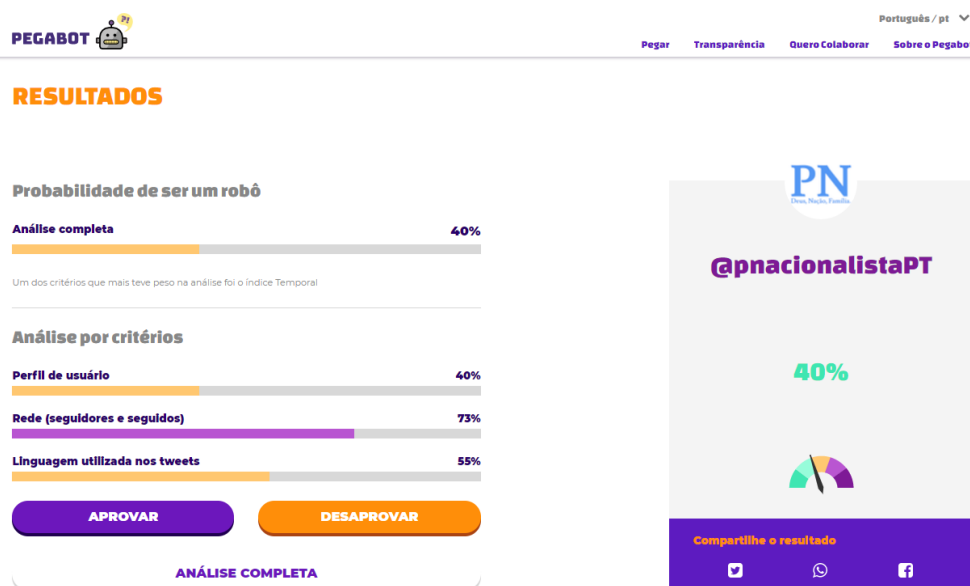 PEGABOT
P!
Português / pt
Pegar
Transparência
Quero Colaborar
Sobre o Pegabot
RESULTADOS
Probabilidade de ser um robô
Análise completa
40%
Um dos critérios que mais teve peso na análise foi o índice Temporal
Análise por critérios
Perfil de usuário
40%
Rede (seguidores e seguidos)
73%
Linguagem utilizada nos tweets
55%
APROVAR
DESAPROVAR
ANÁLISE COMPLETA
PN
Deus, Nação, Família.
@pnacionalistaPT
40%
Compartilhe o resultado